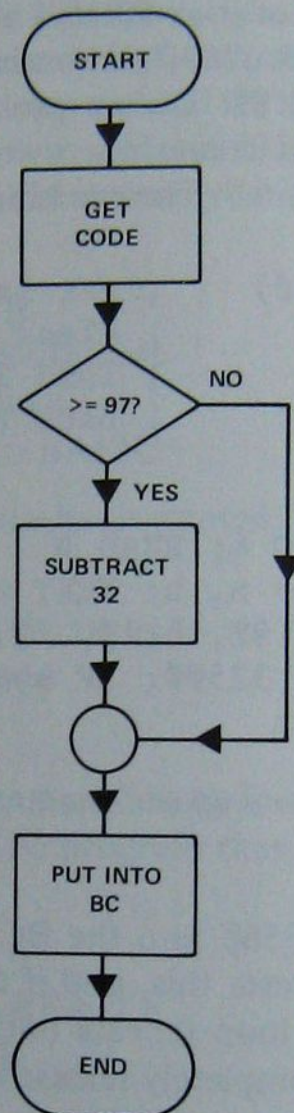 START
GET
CODE
>= 97?
NO
YES
SUBTRACT
32
PUT INTO
BC
END